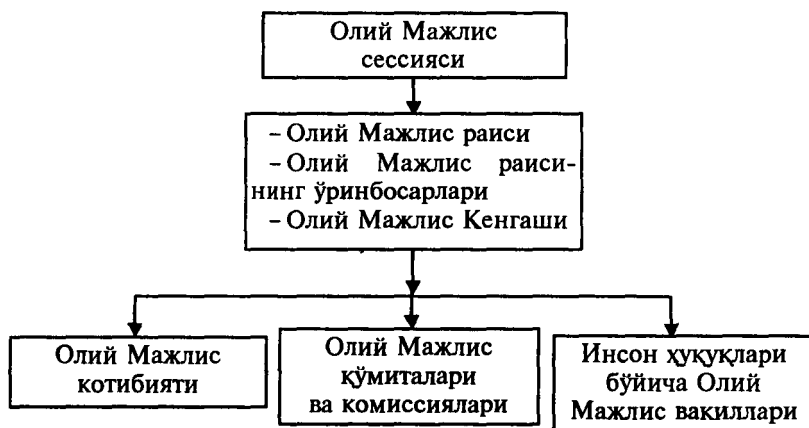 Олий Мажлис
сессияси
– Олий Мажлис раиси
– Олий Мажлис раиси-
нинг ўринбосарлари
– Олий Мажлис Кенгаши
Олий Мажлис
котибияти
Олий Мажлис
қўмиталари
ва комиссиялари
Инсон ҳуқуқлари
бўйича Олий
Мажлис вакиллари